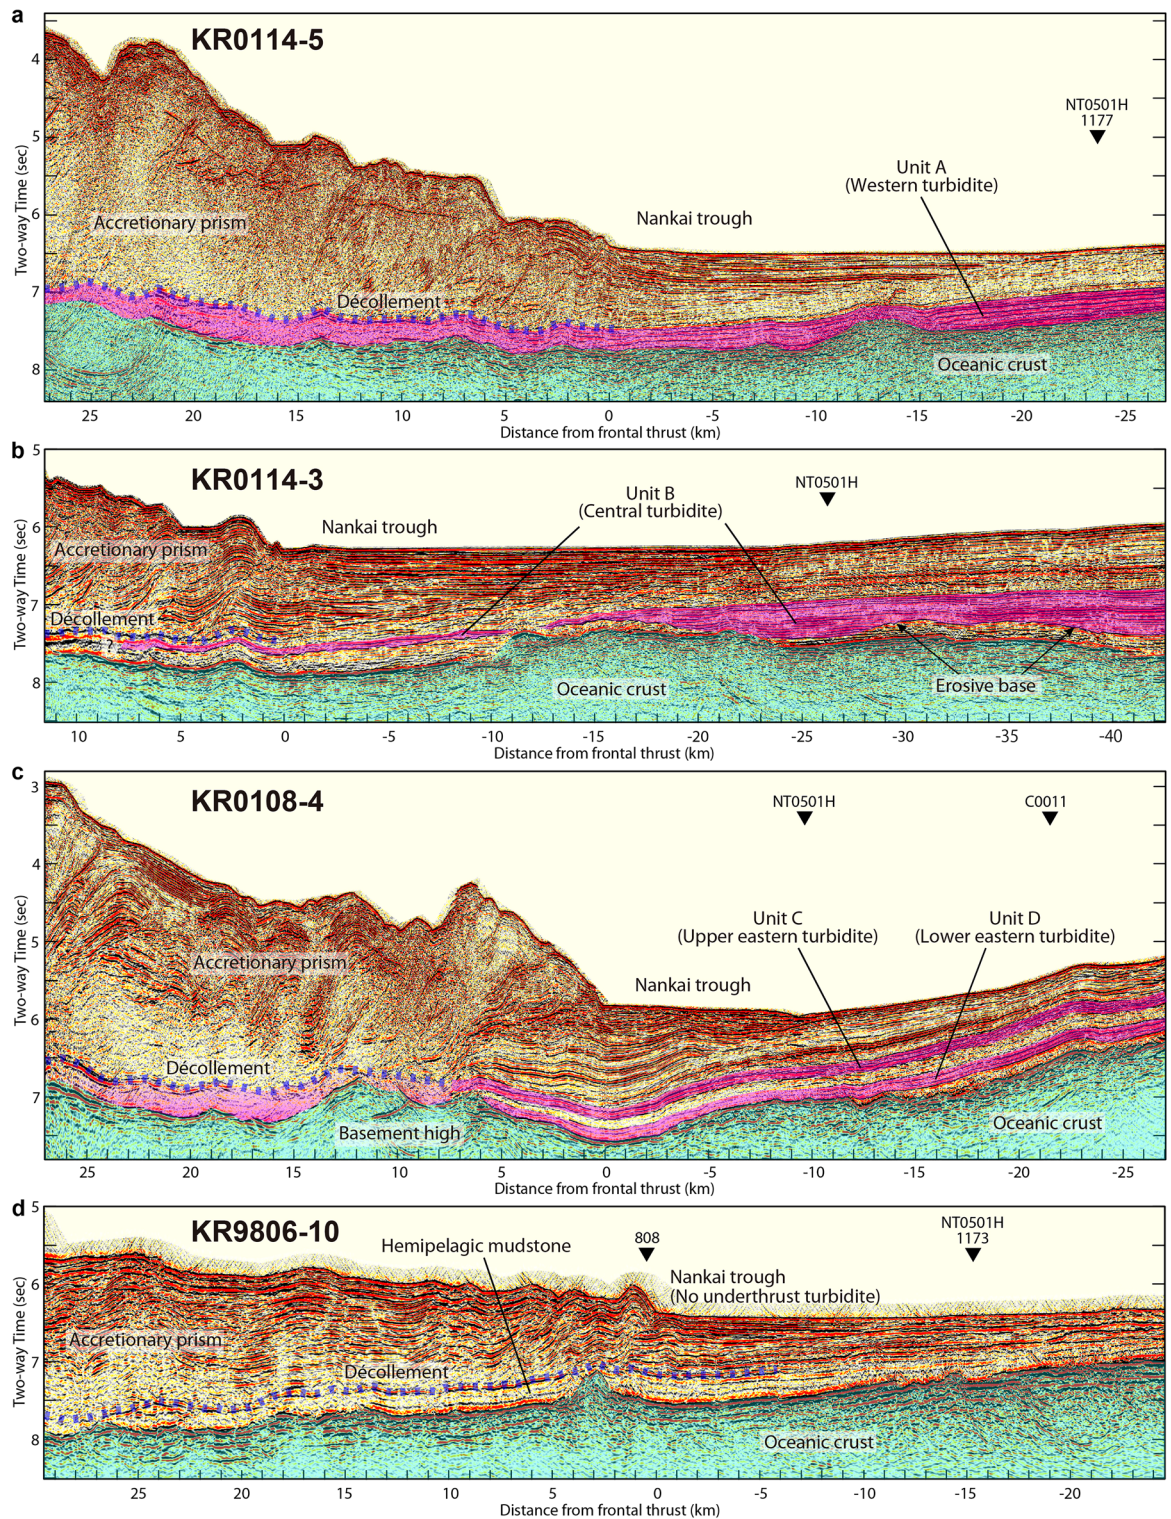 a
KR0114-5
NT0501H
1177
Unit A
(Western turbidite)
Nankai trough
Accretionary prism
Décollement
Oceanic crust
Two-way Time (sec)
4
5
6
7
8
25 20 15 10 5 0 -5 -10 -15 -20 -25
Distance from frontal thrust (km)
b
KR0114-3
NT0501H
Unit B
(Central turbidite)
Nankai trough
Accretionary prism
Décollement
?
Oceanic crust
Erosive base
Two-way Time (sec)
5
6
7
8
10 5 0 -5 -10 -15 -20 -25 -30 -35 -40
Distance from frontal thrust (km)
c
KR0108-4
NT0501H
C0011
Unit C
(Upper eastern turbidite)
Unit D
(Lower eastern turbidite)
Nankai trough
Accretionary prism
Décollement
Basement high
Oceanic crust
Two-way Time (sec)
3
4
5
6
7
25 20 15 10 5 0 -5 -10 -15 -20 -25
Distance from frontal thrust (km)
d
KR9806-10
Hemipelagic mudstone
808
NT0501H
1173
Nankai trough
(No underthrust turbidite)
Accretionary prism
Décollement
Oceanic crust
Two-way Time (sec)
5
6
7
8
25 20 15 10 5 0 -5 -10 -15 -20
Distance from frontal thrust (km)